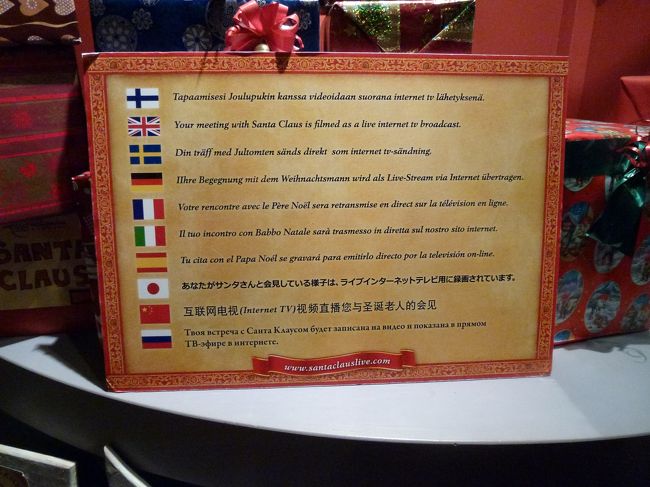 Tapaamisesi Joulupukin kanssa videoidaan suorana internet tv lähetyksenä.
Your meeting with Santa Claus is filmed as a live internet tv broadcast.
Din träff med Jultomten sänds direkt som internet tv-sändning.
IIhre Begegnung mit dem Weihnachtsmann wird als Live-Stream via Internet übertragen.
Votre rencontre avec le Père Noël sera retransmise en direct sur la télévision en ligne.
Il tuo incontro con Babbo Natale sarà trasmesso in diretta sul nostro sito internet.
Tu cita con el Papa Noél se gravará para emitirlo directo por la televisión on-line.
あなたがサンタさんと会見している様子は、ライブインターネットテレビ用に録画されています。
互联网电视(Internet TV)视频直播您与圣诞老人的会见
Твоя встреча с Санта Клаусом будет записана на видео и показана в прямом
ТВ-эфире в интернете.
www.santaclauslive.com
SANTA
CLAUS